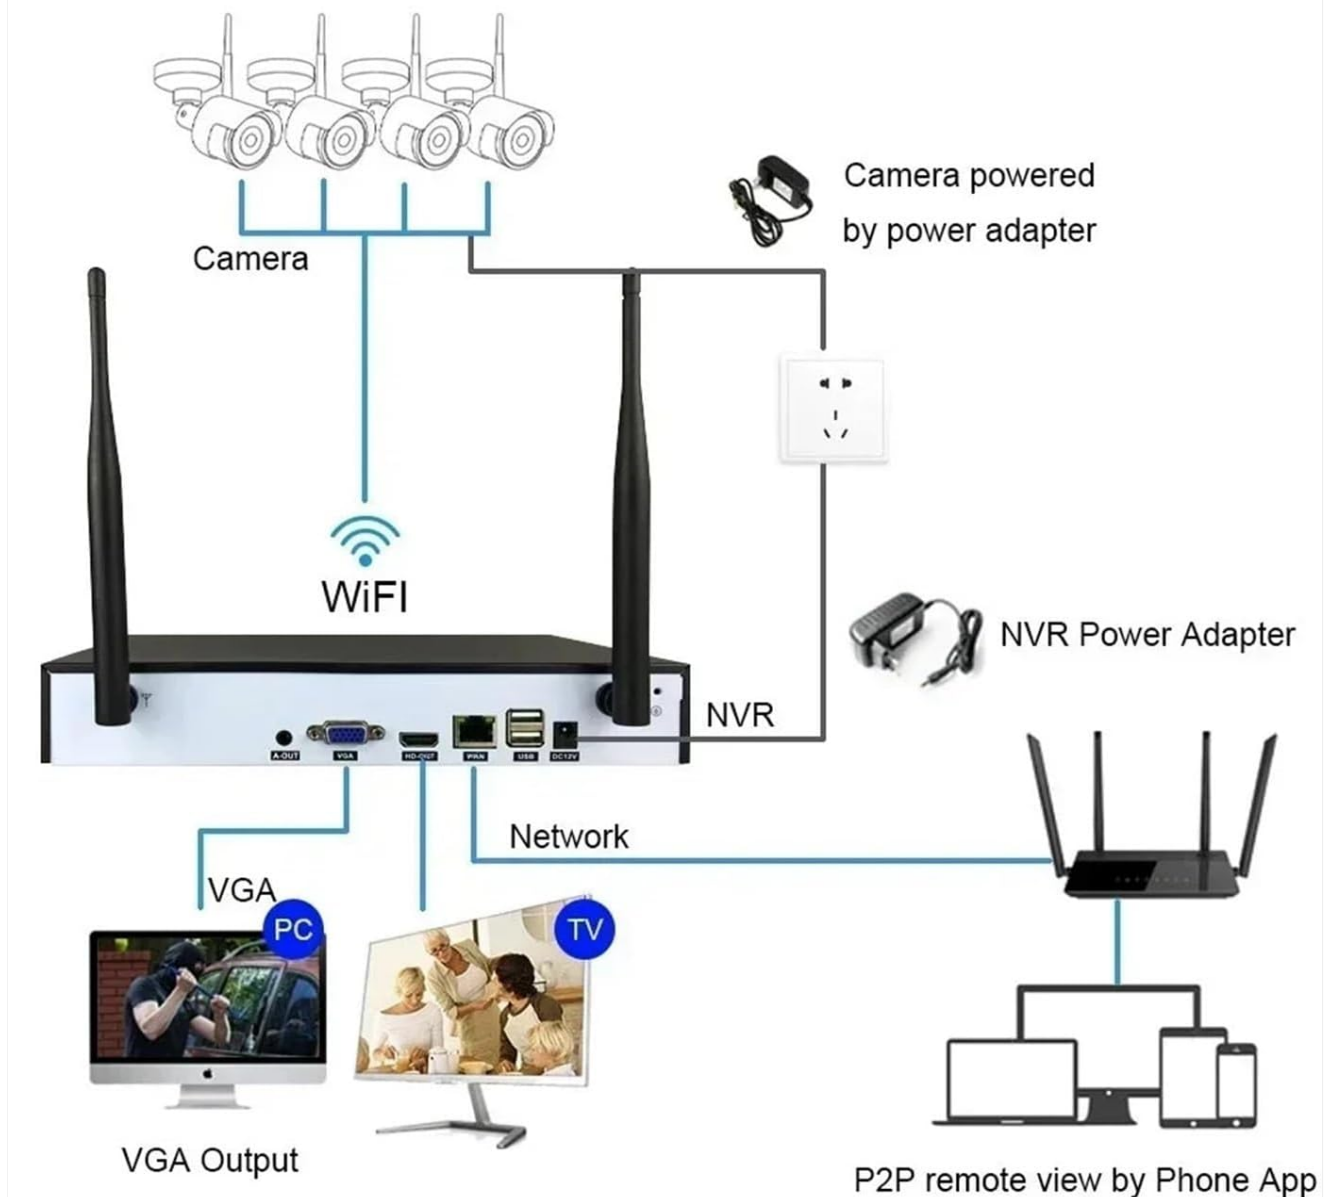 Camera powered
by power adapter
Camera
WiFI
NVR Power Adapter
NVR
A-OUT
VGA
HD-OUT
WAN
USB
DC12V
Network
VGA
PC
TV
VGA Output
P2P remote view by Phone App